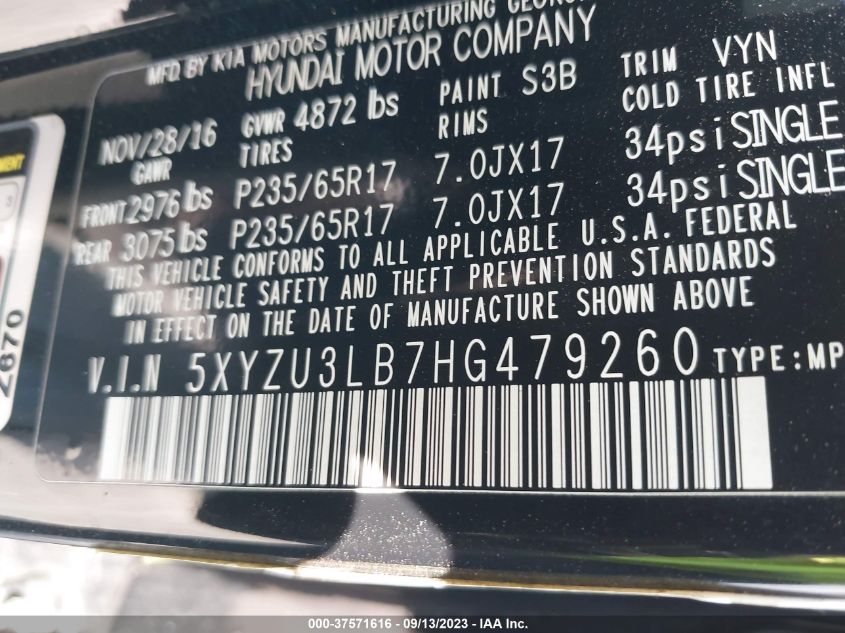 MFD BY KIA MOTORS MANUFACTURING GEORG
HYUNDAI MOTOR COMPANY
NOV/28/16 GVWR 4872 lbs PAINT S3B TRIM VYN
GAWR TIRES RIMS COLD TIRE INFL
FRONT 2976 lbs P235/65R17 7.0JX17 34psi SINGLE
REAR 3075 lbs P235/65R17 7.0JX17 34psi SINGLE
THIS VEHICLE CONFORMS TO ALL APPLICABLE U.S.A. FEDERAL
MOTOR VEHICLE SAFETY AND THEFT PREVENTION STANDARDS
IN EFFECT ON THE DATE OF MANUFACTURE SHOWN ABOVE
V.I.N 5XYZU3LB7HG479260 TYPE:MP
2670
000-37571616 - 09/13/2023 - IAA Inc.